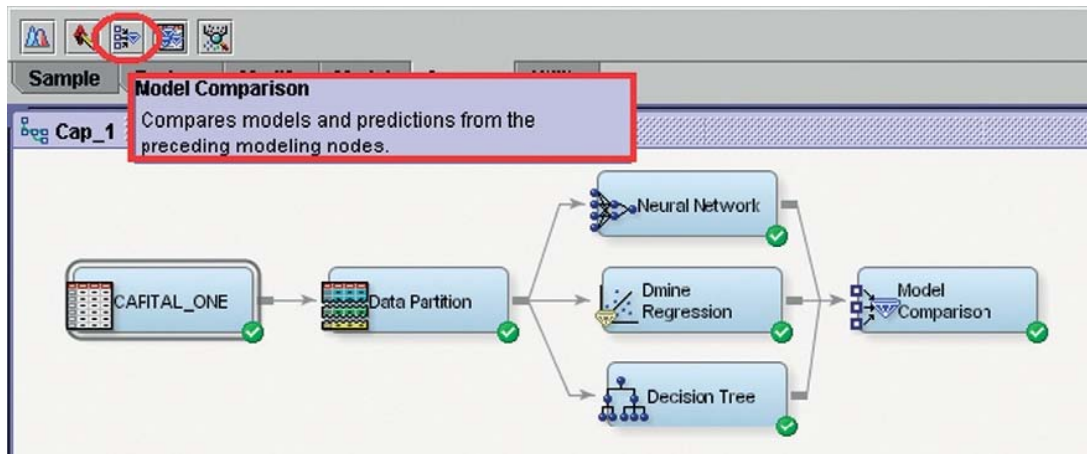 Sample
Model Comparison
Compares models and predictions from the
preceding modeling nodes.
Cap_1
Neural Network
CAPITAL_ONE
Data Partition
Dmine
Regression
Model
Comparison
Decision Tree